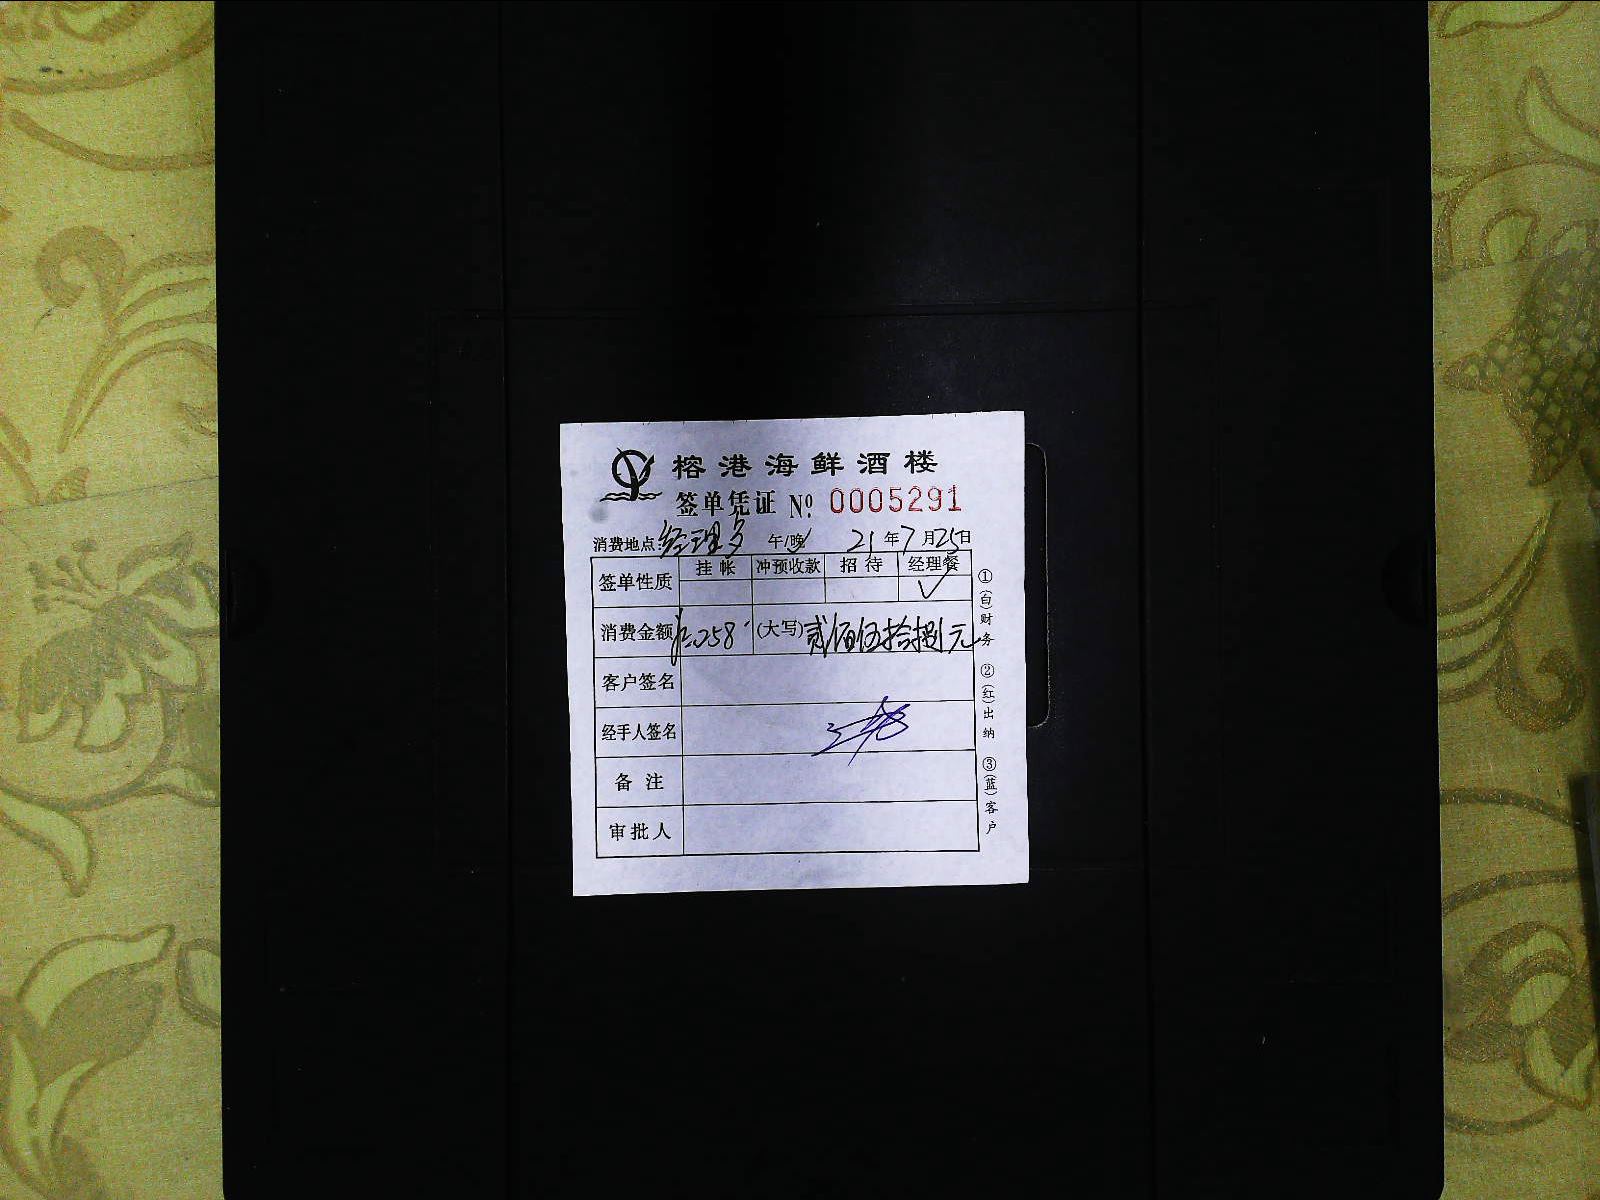 榕港海鲜酒楼
签单凭证 № 0005291
消费地点: 经理 午/晚 21年7月25日
签单性质 挂帐 冲预收款 招待 经理餐
✓
消费金额 258 (大写) 贰佰伍拾捌元
客户签名
经手人签名
备注
审批人
①(白)财务 ②(红)出纳 ③(蓝)客户